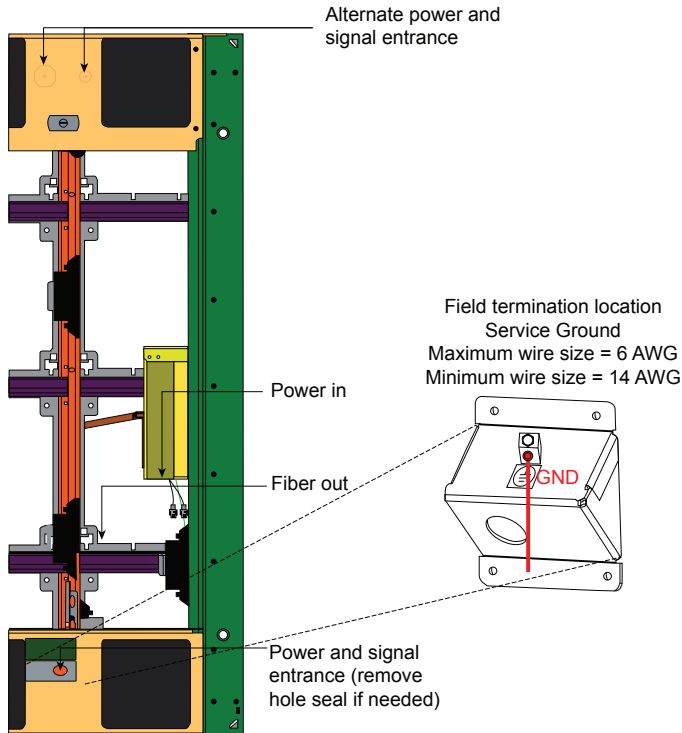 Alternate power and
signal entrance
Field termination location
Service Ground
Maximum wire size = 6 AWG
Minimum wire size = 14 AWG
Power in
GND
Fiber out
Power and signal
entrance (remove
hole seal if needed)